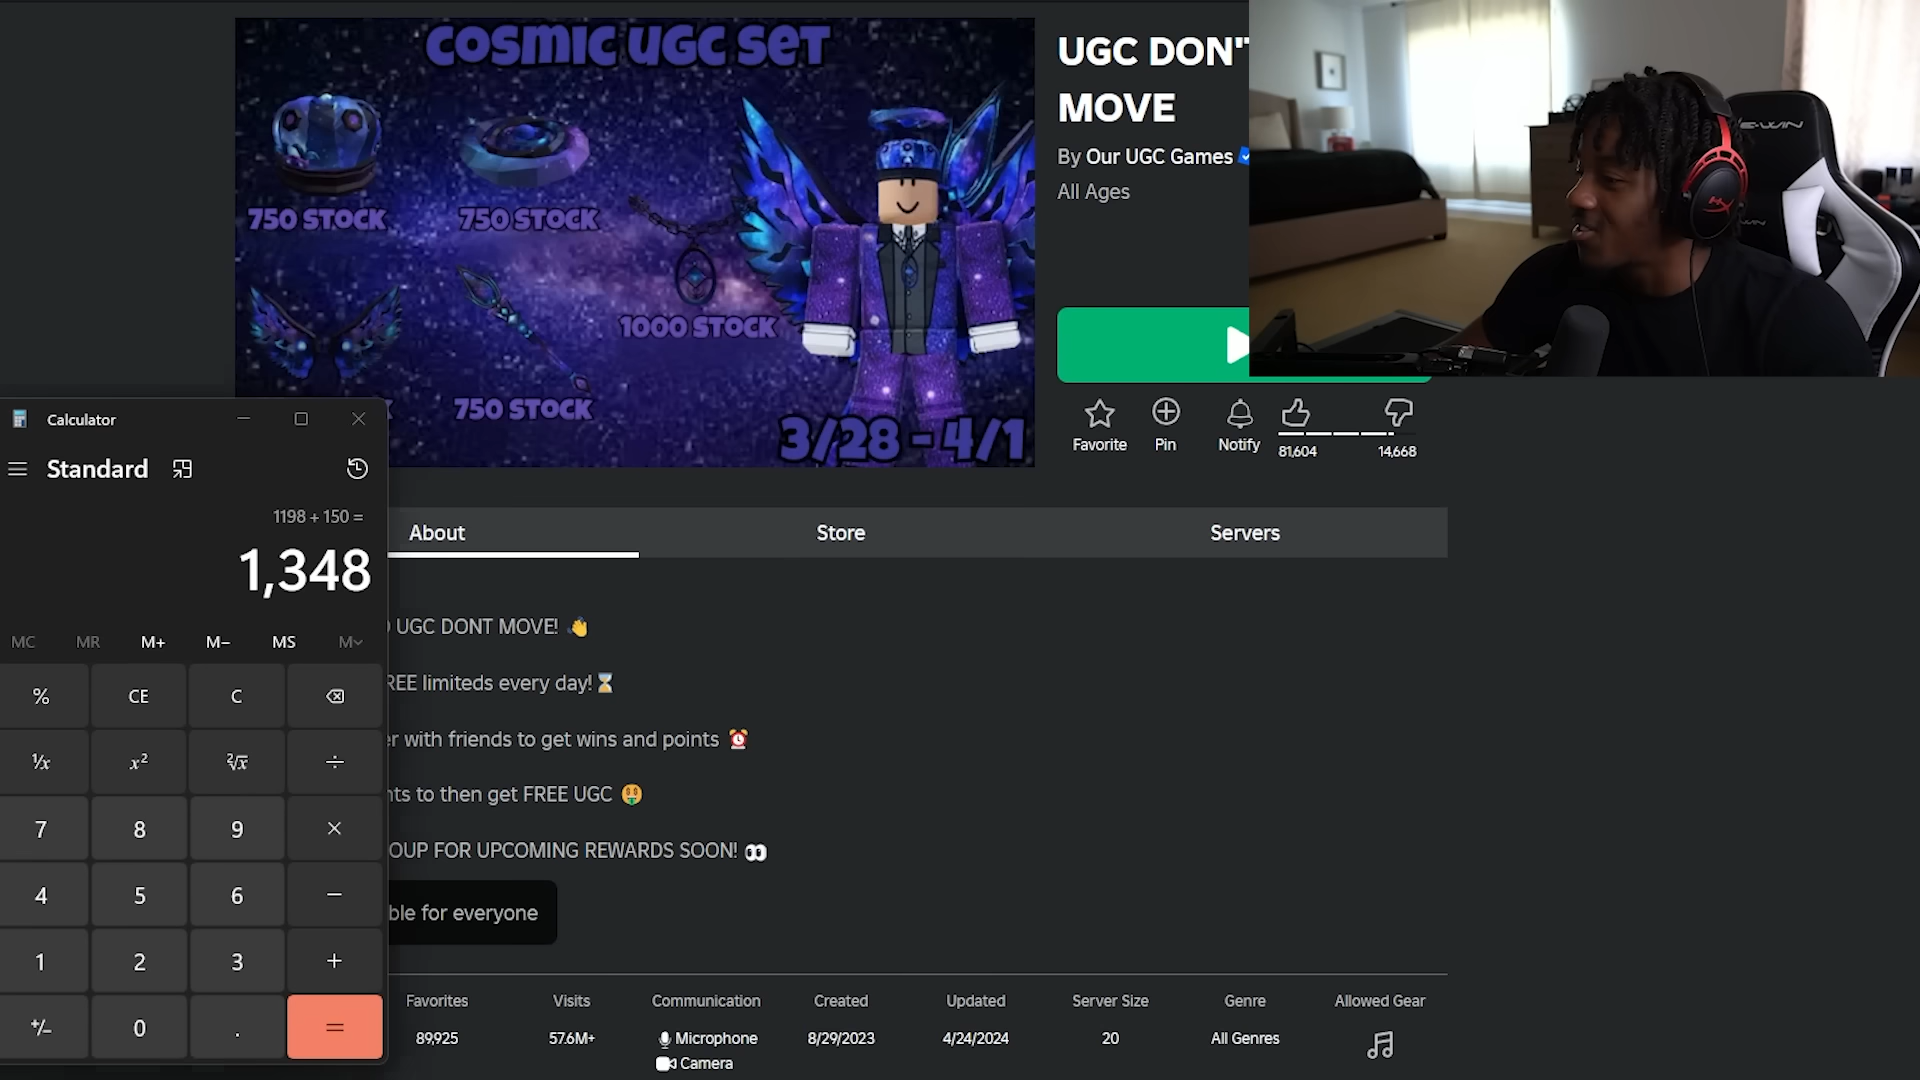 COSMIC UGC SET
750 STOCK
750 STOCK
1000 STOCK
750 STOCK
3/28 - 4/1
UGC DON'T
MOVE
By Our UGC Games
All Ages
Favorite
Pin
Notify
81,604
14,668
E-WIN
Calculator
Standard
1198 + 150 =
1,348
MC MR M+ M− MS M
% CE C
⅟x x² ²√x ÷
7 8 9 ×
4 5 6 −
1 2 3 +
+/− 0 . =
About
Store
Servers
UGC DONT MOVE! 👋
REE limiteds every day! ⌛
er with friends to get wins and points ⏰
nts to then get FREE UGC 🤑
OUP FOR UPCOMING REWARDS SOON! 👀
ble for everyone
Favorites Visits Communication Created Updated Server Size Genre Allowed Gear
89,925 57.6M+ Microphone 8/29/2023 4/24/2024 20 All Genres
Camera